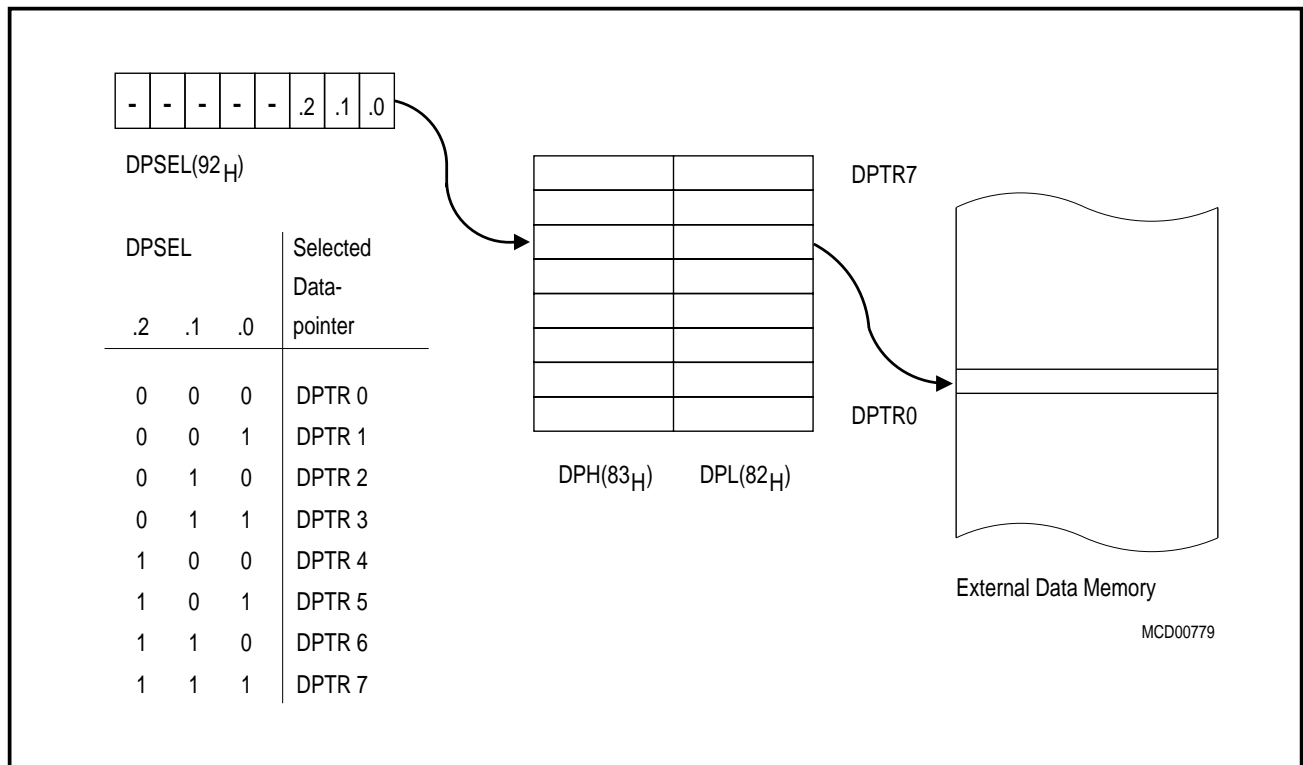 - - - - - .2 .1 .0
DPSEL(92H)
DPSEL Selected
Data-
.2 .1 .0 pointer
0 0 0 DPTR 0
0 0 1 DPTR 1
0 1 0 DPTR 2
0 1 1 DPTR 3
1 0 0 DPTR 4
1 0 1 DPTR 5
1 1 0 DPTR 6
1 1 1 DPTR 7
DPTR7
DPTR0
DPH(83H) DPL(82H)
External Data Memory
MCD00779